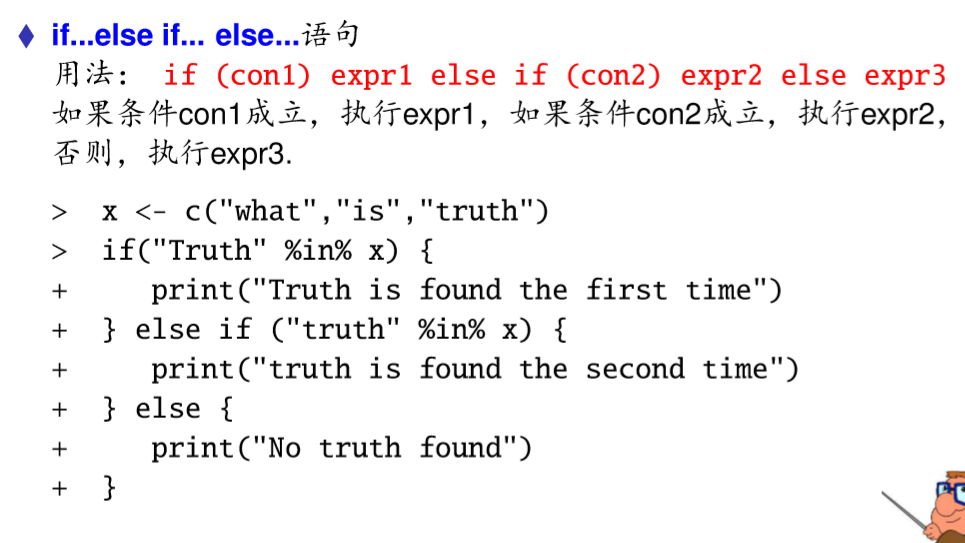 if...else if... else...语句
用法： if (con1) expr1 else if (con2) expr2 else expr3
如果条件con1成立，执行expr1，如果条件con2成立，执行expr2，
否则，执行expr3.
> x <- c("what","is","truth")
> if("Truth" %in% x) {
+ print("Truth is found the first time")
+ } else if ("truth" %in% x) {
+ print("truth is found the second time")
+ } else {
+ print("No truth found")
+ }